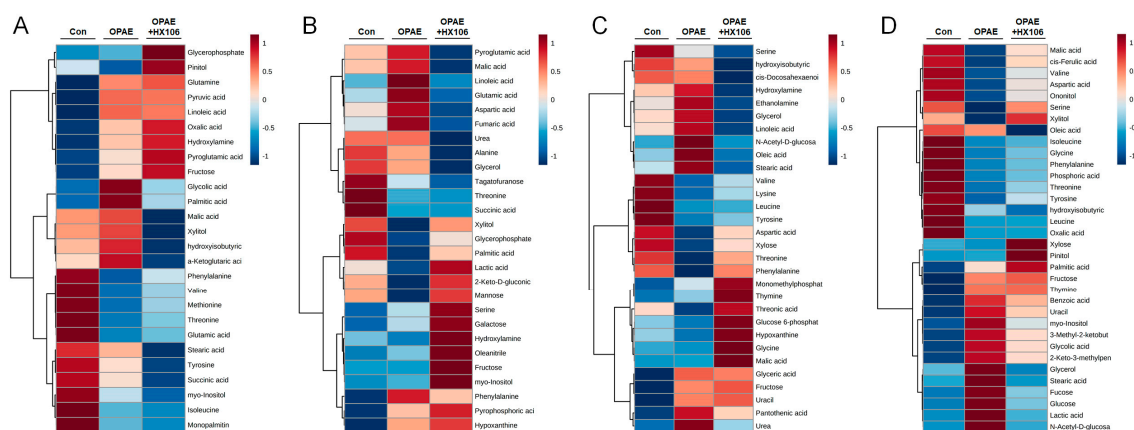 A
Con
OPAE
OPAE
+HX106
Glycerophosphate
Pinitol
Glutamine
Pyruvic acid
Linoleic acid
Oxalic acid
Hydroxylamine
Pyroglutamic acid
Fructose
Glycolic acid
Palmitic acid
Malic acid
Xylitol
hydroxyisobutyric
a-Ketoglutaric aci
Phenylalanine
Valine
Methionine
Threonine
Glutamic acid
Stearic acid
Tyrosine
Succinic acid
myo-Inositol
Isoleucine
Monopalmitin
1
0.5
0
-0.5
-1
B
Con
OPAE
OPAE
+HX106
Pyroglutamic acid
Malic acid
Linoleic acid
Glutamic acid
Aspartic acid
Fumaric acid
Urea
Alanine
Glycerol
Tagatofuranose
Threonine
Succinic acid
Xylitol
Glycerophosphate
Palmitic acid
Lactic acid
2-Keto-D-gluconic
Mannose
Serine
Galactose
Hydroxylamine
Oleanitrile
Fructose
myo-Inositol
Phenylalanine
Pyrophosphoric aci
Hypoxanthine
1
0.5
0
-0.5
-1
C
Con
OPAE
OPAE
+HX106
Serine
hydroxyisobutyric
cis-Docosahexaenoi
Hydroxylamine
Ethanolamine
Glycerol
Linoleic acid
N-Acetyl-D-glucosa
Oleic acid
Stearic acid
Valine
Lysine
Leucine
Tyrosine
Aspartic acid
Xylose
Threonine
Phenylalanine
Monomethylphosphat
Thymine
Threonic acid
Glucose 6-phosphat
Hypoxanthine
Glycine
Malic acid
Glyceric acid
Fructose
Uracil
Pantothenic acid
Urea
1
0.5
0
-0.5
-1
D
Con
OPAE
OPAE
+HX106
Malic acid
cis-Ferulic acid
Valine
Aspartic acid
Ononitol
Serine
Xylitol
Oleic acid
Isoleucine
Glycine
Phenylalanine
Phosphoric acid
Threonine
Tyrosine
hydroxyisobutyric
Leucine
Oxalic acid
Xylose
Pinitol
Palmitic acid
Fructose
Thymine
Benzoic acid
Uracil
myo-Inositol
3-Methyl-2-ketobut
Glycolic acid
2-Keto-3-methylpen
Glycerol
Stearic acid
Fucose
Glucose
Lactic acid
N-Acetyl-D-glucosa
1
0.5
0
-0.5
-1